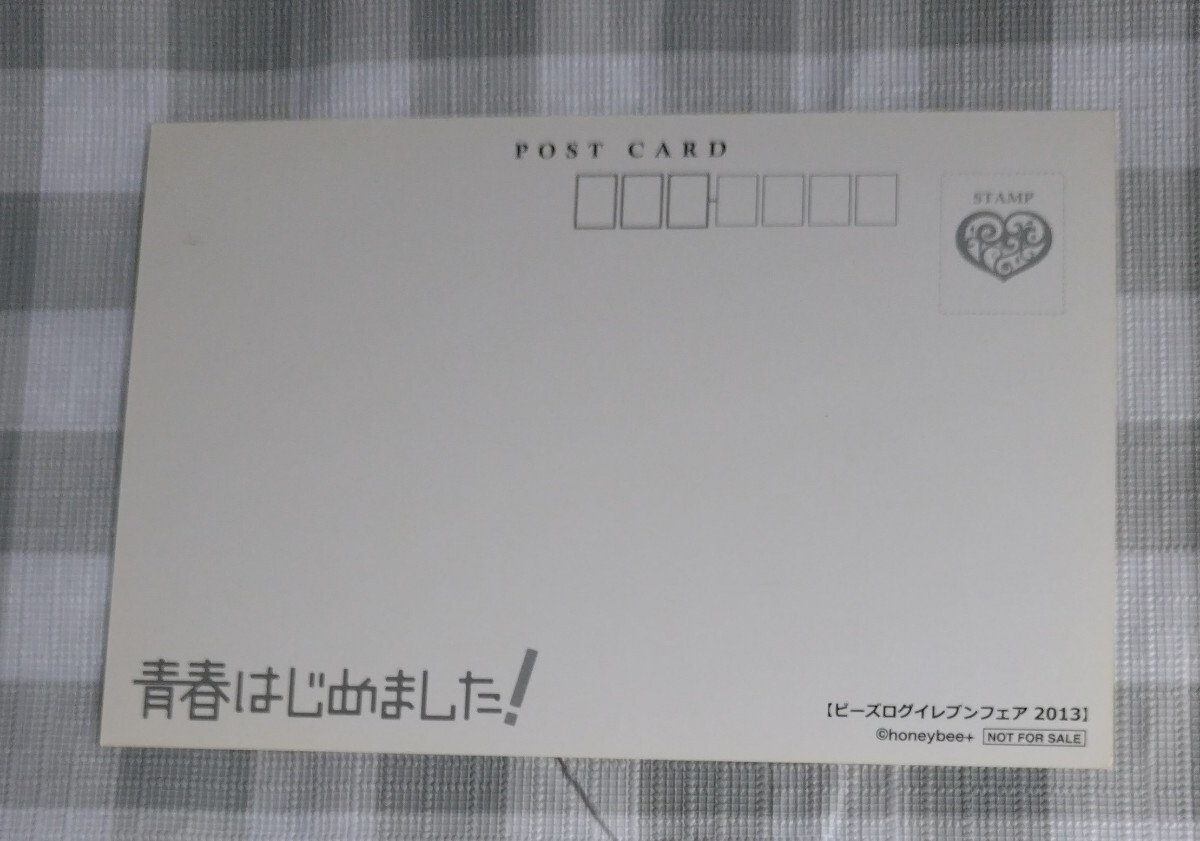 POST CARD
STAMP
青春はじめました!
【ビーズログイレブンフェア 2013】
©honeybee+ NOT FOR SALE